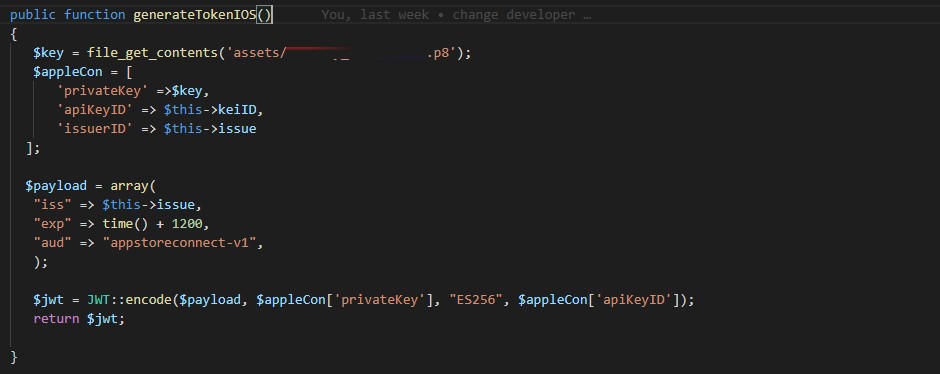 public function generateTokenIOS() You, last week • change developer …
{
$key = file_get_contents('assets/ .p8');
$appleCon = [
'privateKey' =>$key,
'apiKeyID' => $this->keiID,
'issuerID' => $this->issue
];
$payload = array(
"iss" => $this->issue,
"exp" => time() + 1200,
"aud" => "appstoreconnect-v1",
);
$jwt = JWT::encode($payload, $appleCon['privateKey'], "ES256", $appleCon['apiKeyID']);
return $jwt;
}